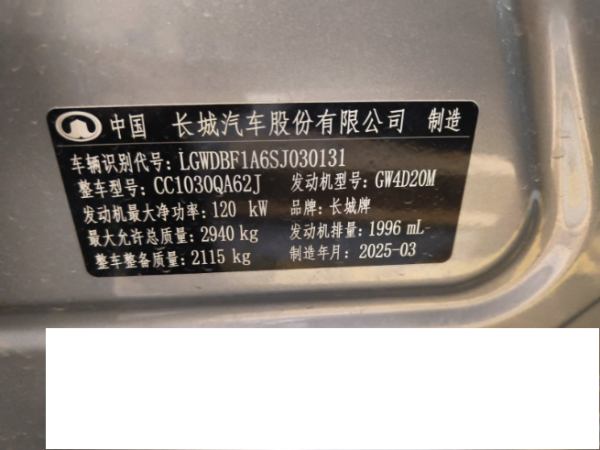 中国 长城汽车股份有限公司 制造
车辆识别代号: LGWDBF1A6SJ030131
整车型号: CC1030QA62J 发动机型号: GW4D20M
发动机最大净功率: 120 kW 品牌: 长城牌
最大允许总质量: 2940 kg 发动机排量: 1996 mL
整车整备质量: 2115 kg 制造年月: 2025-03